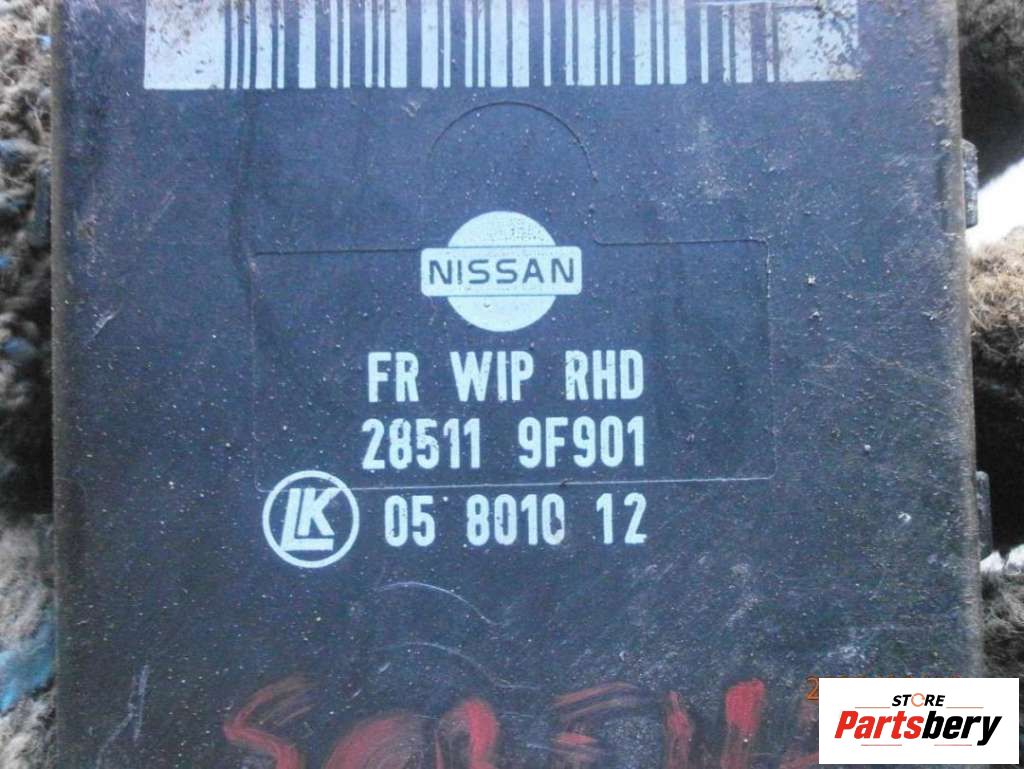 NISSAN
FR WIP RHD
28511 9F901
LK 05 8010 12
STORE
Partsbery